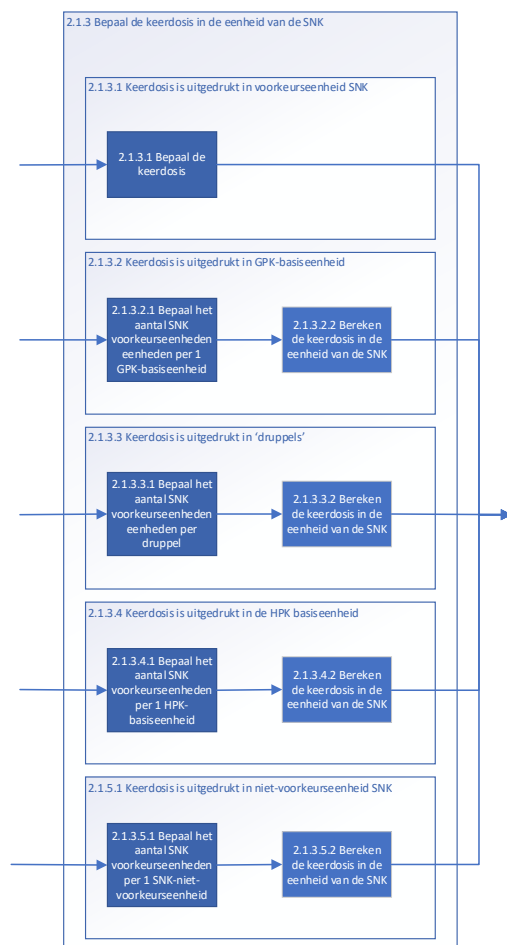 2.1.3 Bepaal de keerdosis in de eenheid van de SNK
2.1.3.1 Keerdosis is uitgedrukt in voorkeurseenheid SNK
2.1.3.1 Bepaal de
keerdosis
2.1.3.2 Keerdosis is uitgedrukt in GPK-basiseenheid
2.1.3.2.1 Bepaal het
aantal SNK
voorkeurseenheden
eenheden per 1
GPK-basiseenheid
2.1.3.2.2 Bereken
de keerdosis in de
eenheid van de SNK
2.1.3.3 Keerdosis is uitgedrukt in ‘druppels’
2.1.3.3.1 Bepaal het
aantal SNK
voorkeurseenheden
eenheden per
druppel
2.1.3.3.2 Bereken
de keerdosis in de
eenheid van de SNK
2.1.3.4 Keerdosis is uitgedrukt in de HPK basiseenheid
2.1.3.4.1 Bepaal het
aantal SNK
voorkeurseenheden
per 1 HPK-
basiseenheid
2.1.3.4.2 Bereken
de keerdosis in de
eenheid van de SNK
2.1.5.1 Keerdosis is uitgedrukt in niet-voorkeurseenheid SNK
2.1.3.5.1 Bepaal het
aantal SNK
voorkeurseenheden
per 1 SNK-niet-
voorkeurseenheid
2.1.3.5.2 Bereken
de keerdosis in de
eenheid van de SNK